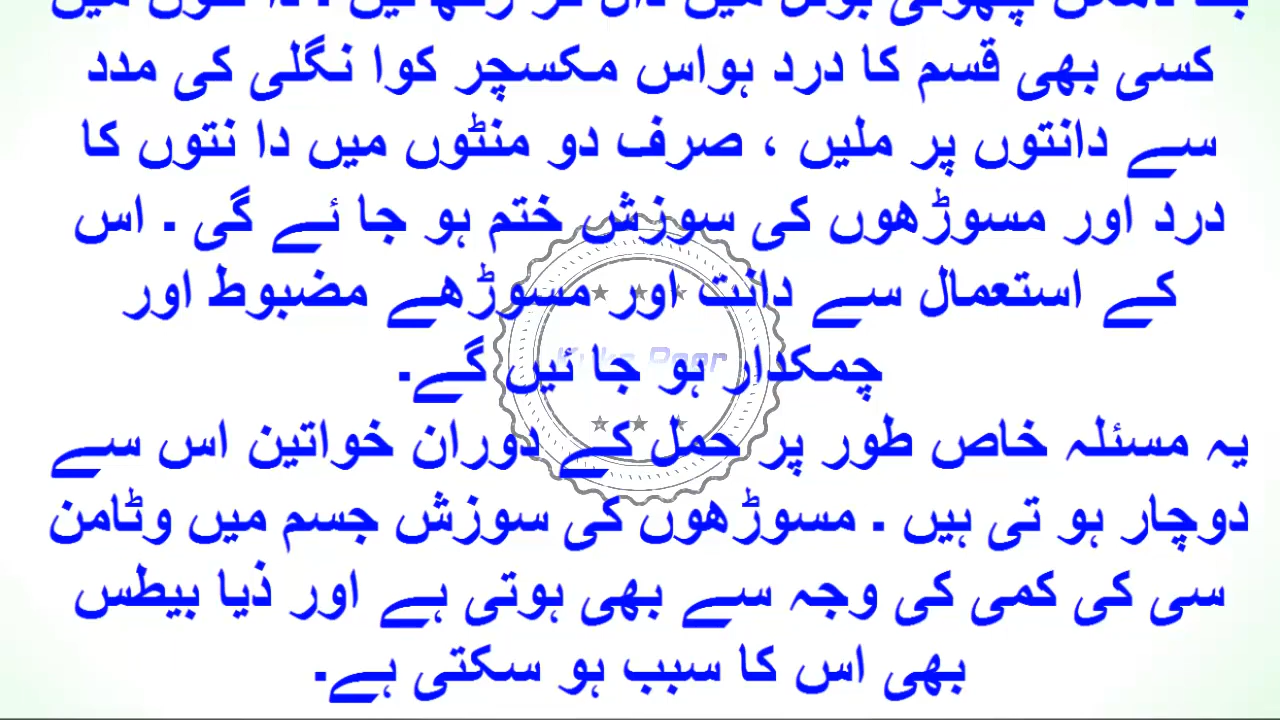 کسی بھی قسم کا درد ہواس مکسچر کوا نگلی کی مدد
سے دانتوں پر ملیں ، صرف دو منٹوں میں دا نتوں کا
درد اور مسوڑھوں کی سوزش ختم ہو جا ئے گی ۔ اس
کے استعمال سے دانت اور مسوڑھے مضبوط اور
چمکدار ہو جا ئیں گے۔
یہ مسئلہ خاص طور پر حمل کے دوران خواتین اس سے
دوچار ہو تی ہیں ۔ مسوڑھوں کی سوزش جسم میں وٹامن
سی کی کمی کی وجہ سے بھی ہوتی ہے اور ذیا بیطس
بھی اس کا سبب ہو سکتی ہے۔